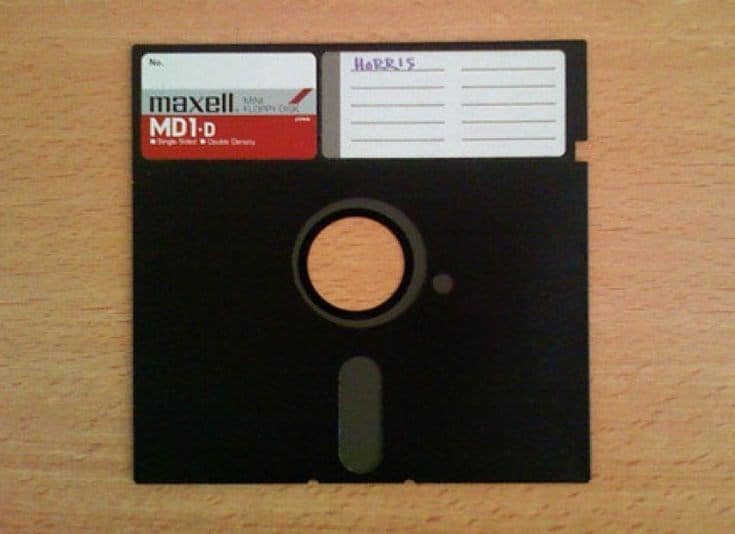 No.
maxell MINI FLOPPY DISK
MD1-D
Single Sided Double Density
HORRIS